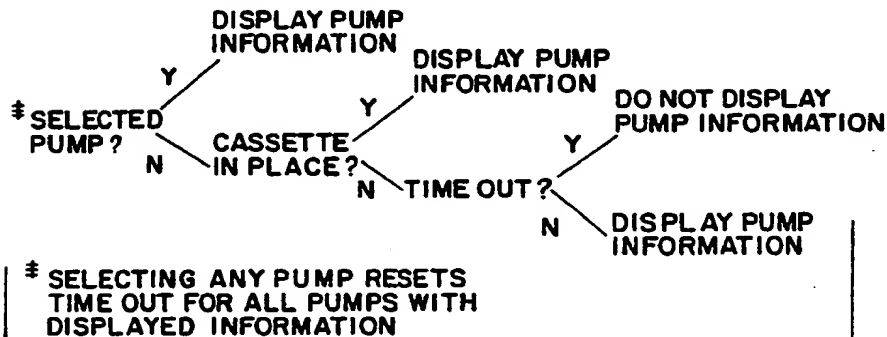 DISPLAY PUMP
INFORMATION
Y
DISPLAY PUMP
INFORMATION
Y
DO NOT DISPLAY
PUMP INFORMATION
Y
‡ SELECTED
PUMP?
N
CASSETTE
IN PLACE?
N
TIME OUT?
N
DISPLAY PUMP
INFORMATION
‡ SELECTING ANY PUMP RESETS
TIME OUT FOR ALL PUMPS WITH
DISPLAYED INFORMATION